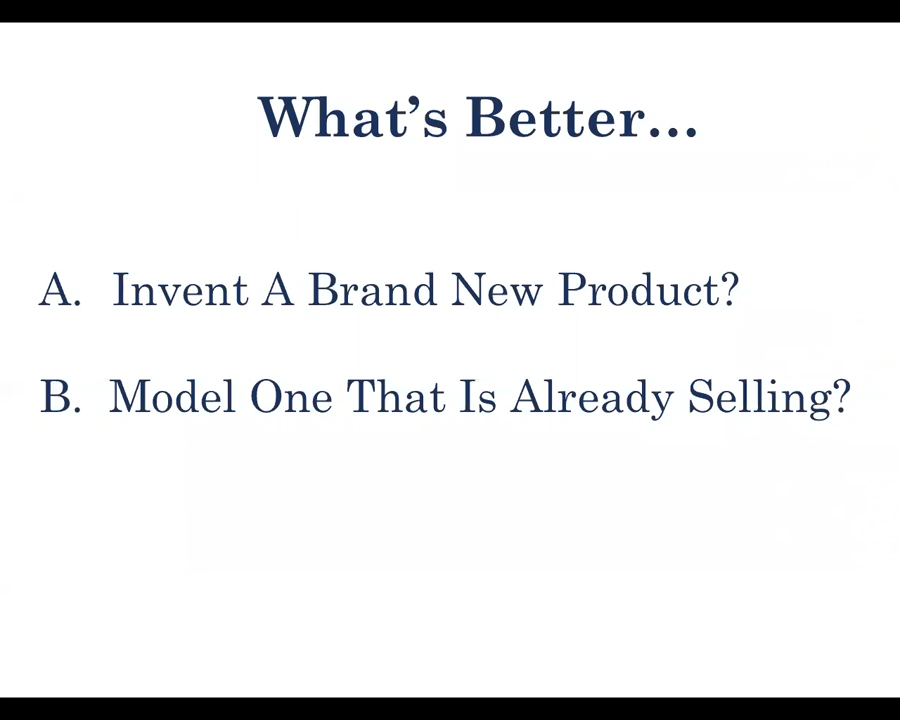 What's Better...
A. Invent A Brand New Product?
B. Model One That Is Already Selling?